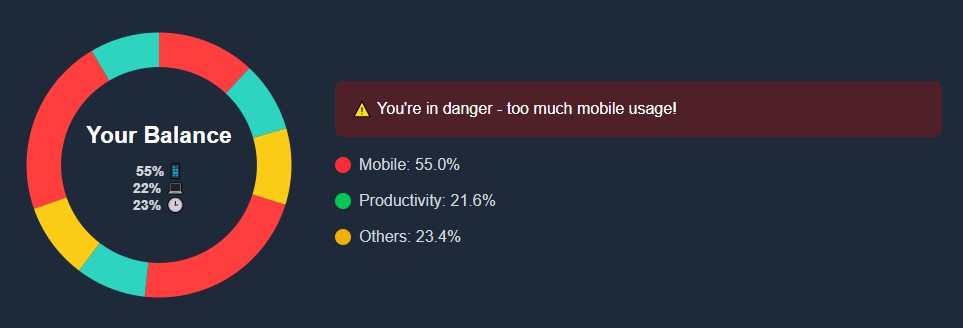 Your Balance
55% 📱
22% 💻
23% 🕒
⚠️ You're in danger - too much mobile usage!
Mobile: 55.0%
Productivity: 21.6%
Others: 23.4%